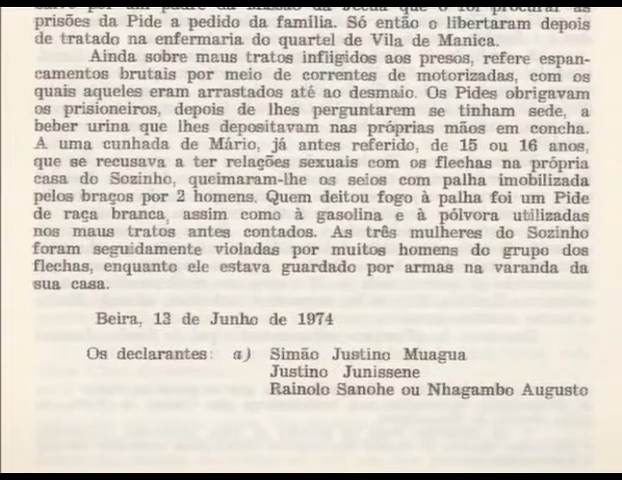 prisões da Pide a pedido da família. Só então o libertaram depois
de tratado na enfermaria do quartel de Vila de Manica.
Ainda sobre maus tratos infligidos aos presos, refere espan-
camentos brutais por meio de correntes de motorizadas, com os
quais aqueles eram arrastados até ao desmaio. Os Pides obrigavam
os prisioneiros, depois de lhes perguntarem se tinham sede, a
beber urina que lhes depositavam nas próprias mãos em concha.
A uma cunhada de Mário, já antes referido, de 15 ou 16 anos,
que se recusava a ter relações sexuais com os flechas na própria
casa do Sozinho, queimaram-lhe os seios com palha imobilizada
pelos braços por 2 homens. Quem deitou fogo à palha foi um Pide
de raça branca, assim como à gasolina e à pólvora utilizadas
nos maus tratos antes contados. As três mulheres do Sozinho
foram seguidamente violadas por muitos homens do grupo dos
flechas, enquanto ele estava guardado por armas na varanda da
sua casa.
Beira, 13 de Junho de 1974
Os declarantes: a) Simão Justino Muagua
Justino Junissene
Rainolo Sanohe ou Nhagambo Augusto